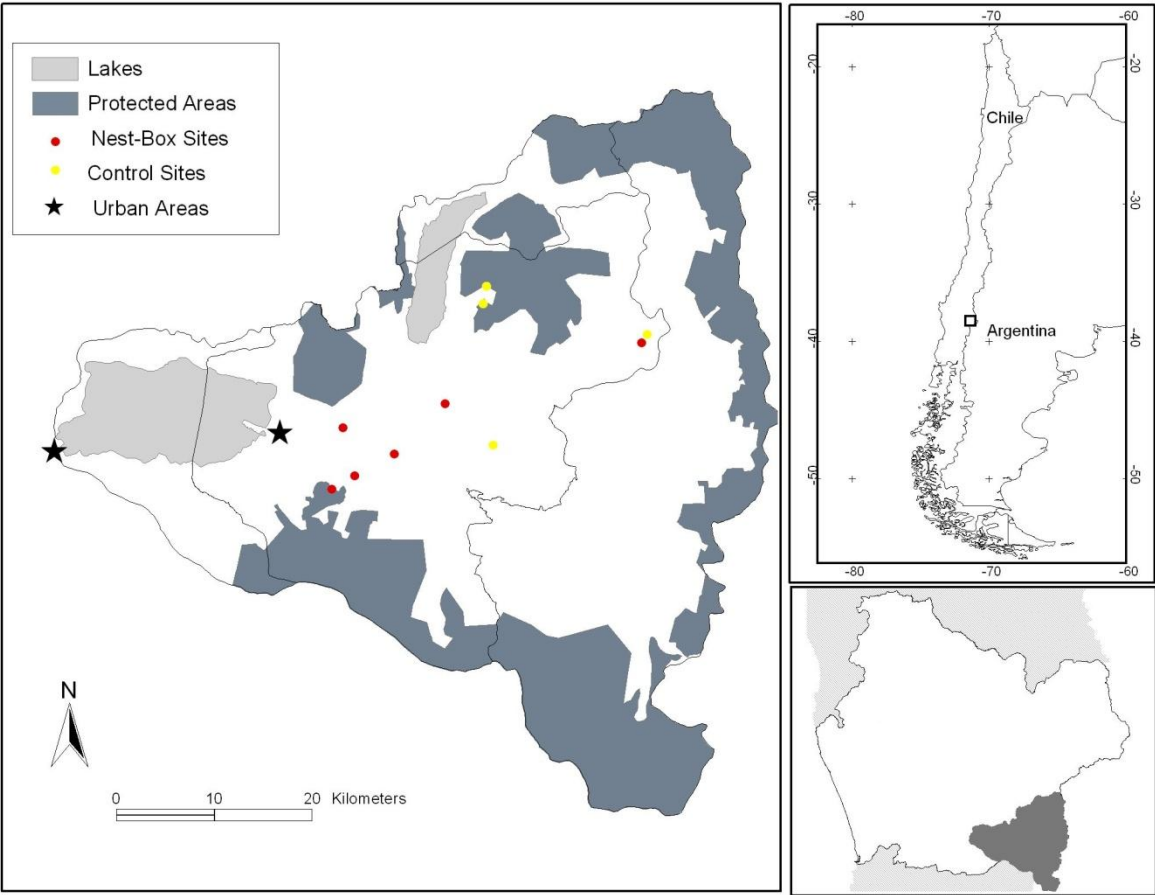 Lakes
Protected Areas
Nest-Box Sites
Control Sites
Urban Areas
N
0 10 20 Kilometers
-80 -70 -60
-20 -20
Chile
-30 -30
Argentina
-40 -40
-50 -50
-80 -70 -60